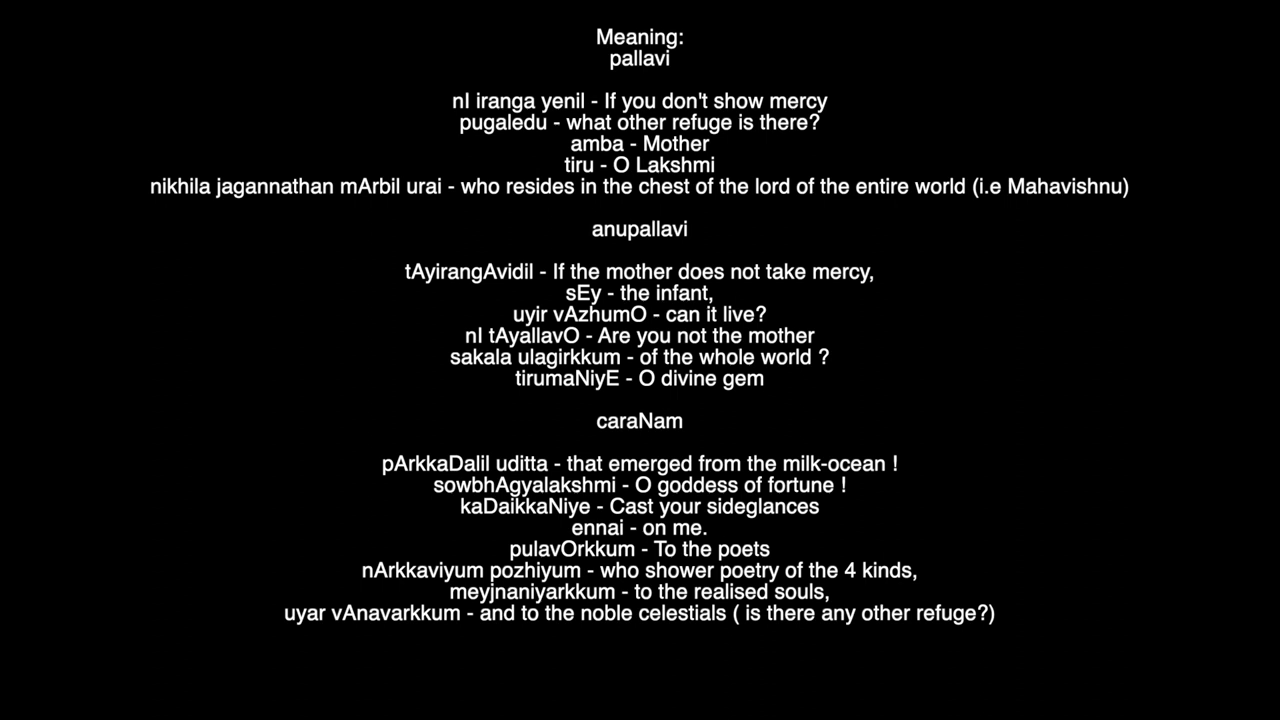 Meaning:
pallavi
nI iranga yenil - If you don't show mercy
pugaledu - what other refuge is there?
amba - Mother
tiru - O Lakshmi
nikhila jagannathan mArbil urai - who resides in the chest of the lord of the entire world (i.e Mahavishnu)
anupallavi
tAyirangAvidil - If the mother does not take mercy,
sEy - the infant,
uyir vAzhumO - can it live?
nI tAyallavO - Are you not the mother
sakala ulagirkkum - of the whole world ?
tirumaNiyE - O divine gem
caraNam
pArkkaDalil uditta - that emerged from the milk-ocean !
sowbhAgyalakshmi - O goddess of fortune !
kaDaikkaNiye - Cast your sideglances
ennai - on me.
pulavOrkkum - To the poets
nArkkaviyum pozhiyum - who shower poetry of the 4 kinds,
meyjnaniyarkkum - to the realised souls,
uyar vAnavarkkum - and to the noble celestials ( is there any other refuge?)